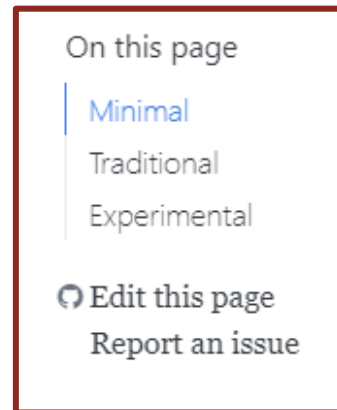 On this page
Minimal
Traditional
Experimental
Edit this page
Report an issue